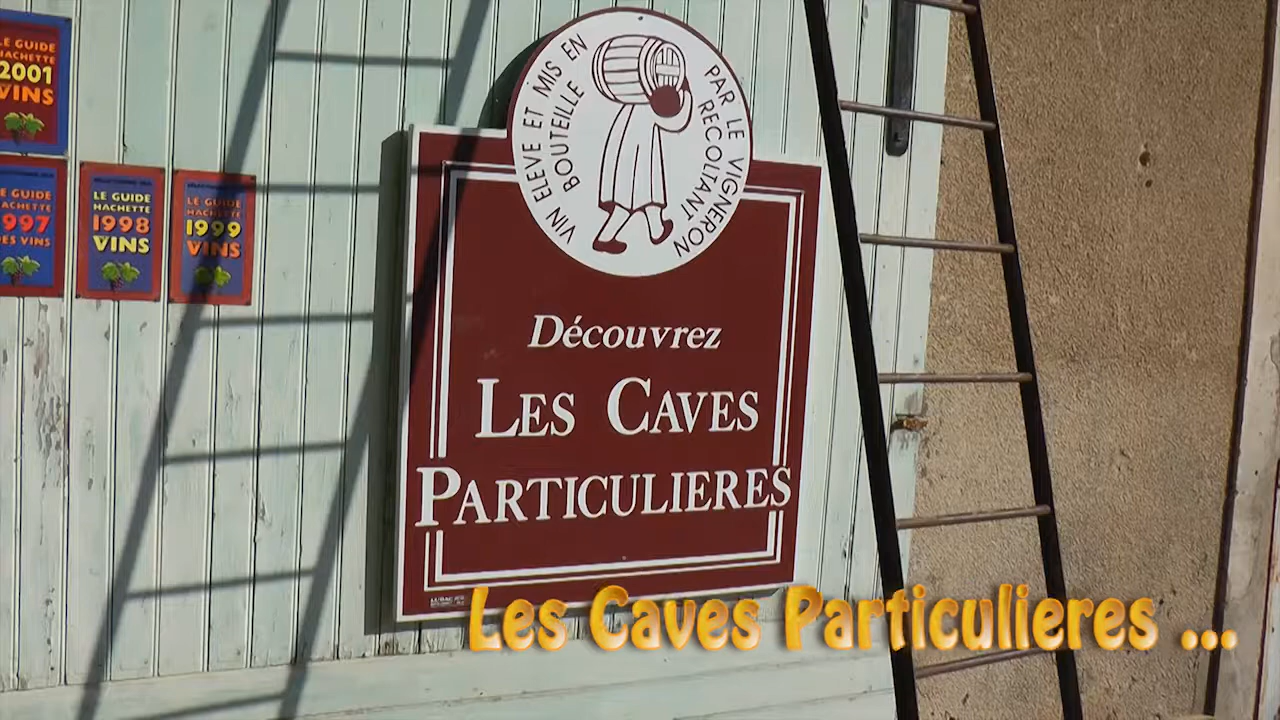 LE GUIDE
HACHETTE
2001
VINS
LE GUIDE
HACHETTE
1997
DES VINS
LE GUIDE
HACHETTE
1998
VINS
LE GUIDE
HACHETTE
1999
VINS
VIN ELEVE ET MIS EN
BOUTEILLE
PAR LE VIGNERON
RECOLTANT
Découvrez
LES CAVES
PARTICULIERES
Les Caves Particulieres ...